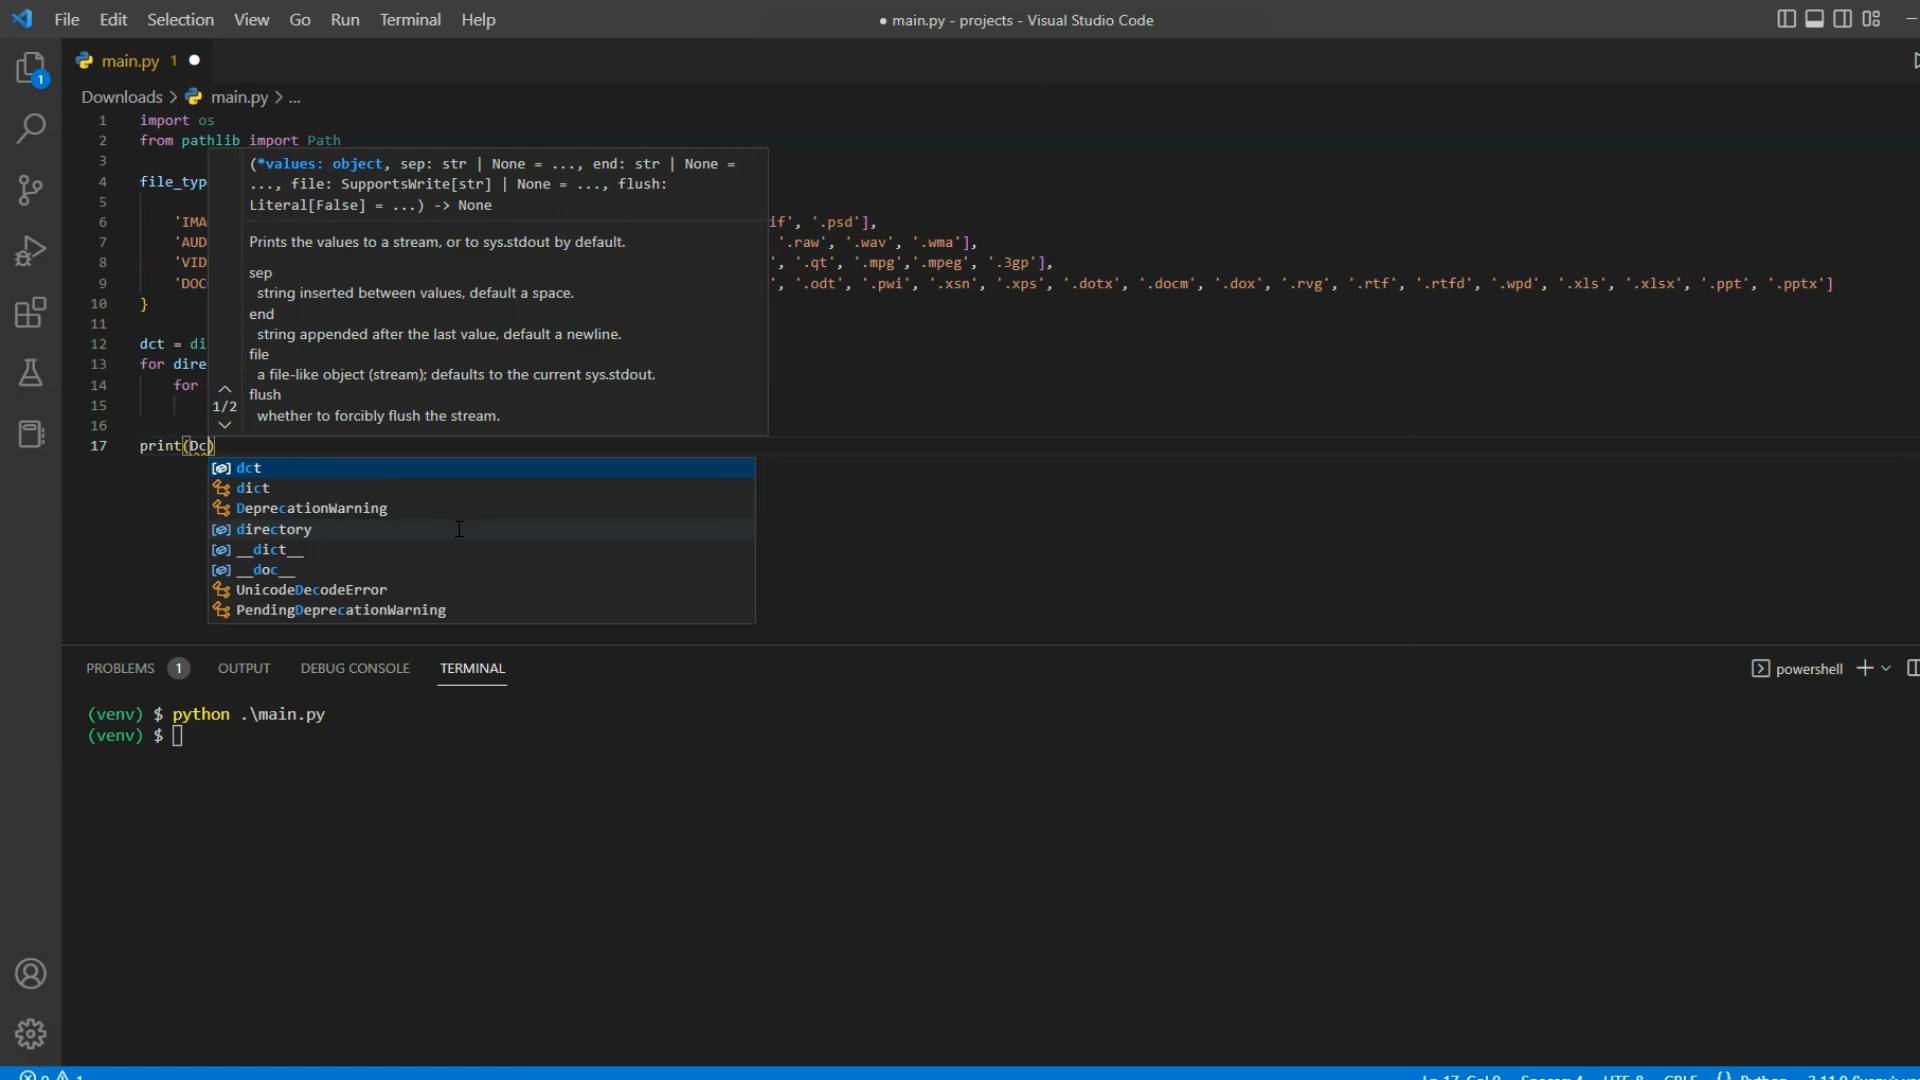 File Edit Selection View Go Run Terminal Help
● main.py - projects - Visual Studio Code
1
main.py 1 ●
Downloads > main.py > ...
1 import os
2 from pathlib import Path
3
4 file_typ
5
6 'IMA if', '.psd'],
7 'AUD '.raw', '.wav', '.wma'],
8 'VID ', '.qt', '.mpg','.mpeg', '.3gp'],
9 'DOC ', '.odt', '.pwi', '.xsn', '.xps', '.dotx', '.docm', '.dox', '.rvg', '.rtf', '.rtfd', '.wpd', '.xls', '.xlsx', '.ppt', '.pptx']
10 }
11
12 dct = di
13 for dire
14 for
15
16
17 print(Dc)
(*values: object, sep: str | None = ..., end: str | None =
..., file: SupportsWrite[str] | None = ..., flush:
Literal[False] = ...) -> None
Prints the values to a stream, or to sys.stdout by default.
sep
string inserted between values, default a space.
end
string appended after the last value, default a newline.
file
a file-like object (stream); defaults to the current sys.stdout.
flush
whether to forcibly flush the stream.
1/2
dct
dict
DeprecationWarning
directory
__dict__
__doc__
UnicodeDecodeError
PendingDeprecationWarning
PROBLEMS 1 OUTPUT DEBUG CONSOLE TERMINAL
powershell
(venv) $ python .\main.py
(venv) $